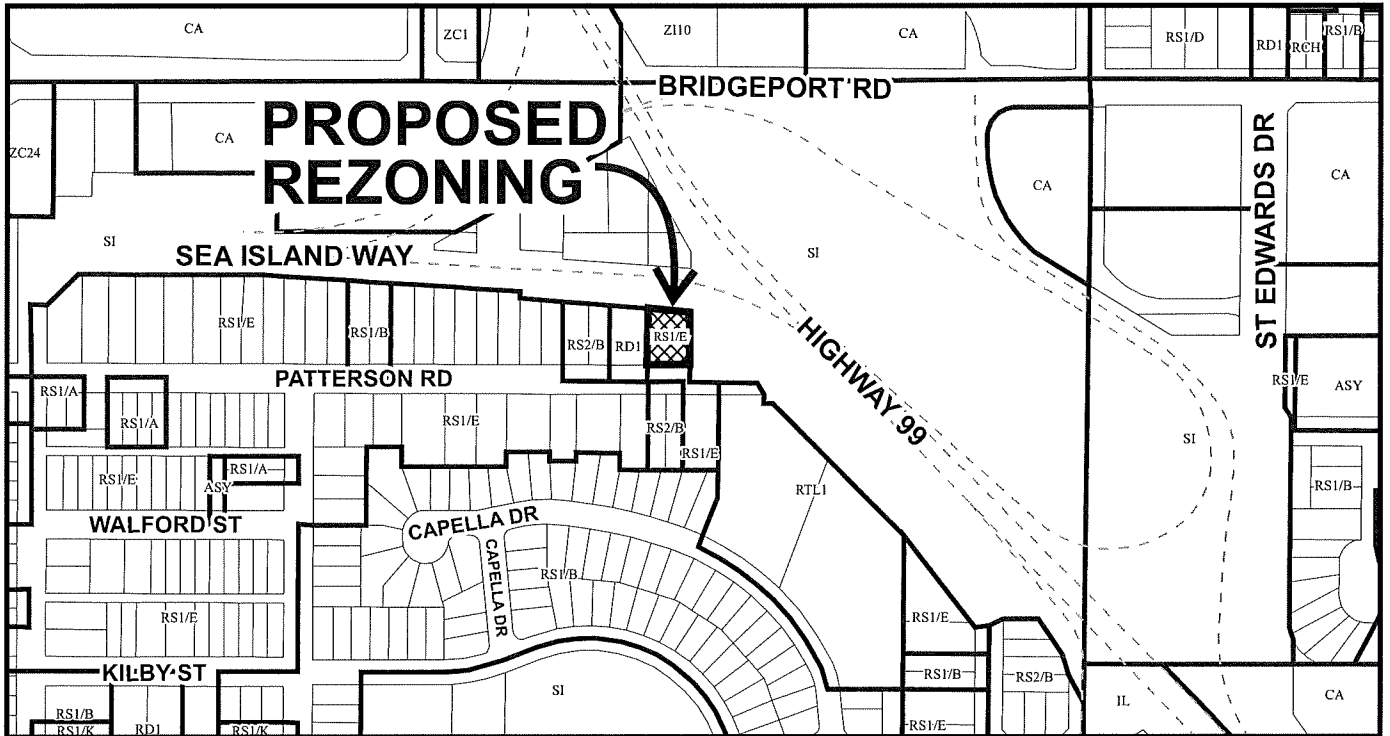 CA
ZC1
ZI10
CA
RS1/D
RD1
RCH
RS1/B
BRIDGEPORT RD
PROPOSED
REZONING
ZC24
CA
CA
CA
ST EDWARDS DR
SI
SEA ISLAND WAY
SI
RS1/E
RS1/B
RS2/B
RD1
RS1/E
HIGHWAY 99
PATTERSON RD
RS1/E
ASY
RS1/A
RS1/A
RS1/E
RS2/B
RS1/E
SI
RS1/A
RS1/E
ASY
RTL1
RS1/B
WALFORD ST
CAPELLA DR
CAPELLA DR
RS1/B
RS1/E
RS1/E
KILBY ST
RS1/B
RS2/B
SI
IL
CA
RS1/B
RS1/K
RD1
RS1/K
RS1/E